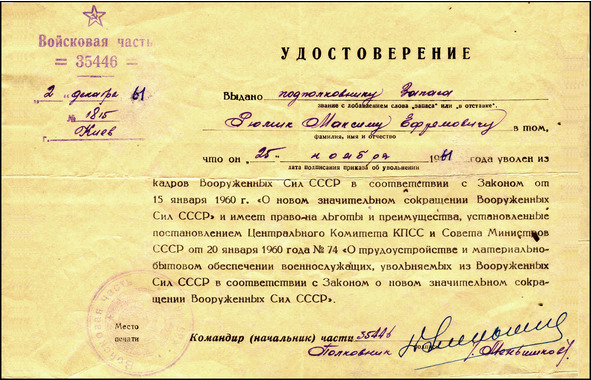 Войсковая часть
= 35446 =
„2" декабря 61
№ 1815
г. Киев
УДОСТОВЕРЕНИЕ
Выдано подполковнику запаса
звание с добавлением слова „запаса" или „в отставке".
Максиму Ефремовичу в том,
фамилия, имя и отчество
что он „25" ноября 1961 года уволен из
дата подписания приказа об увольнении
кадров Вооруженных Сил СССР в соответствии с Законом от
15 января 1960 г. «О новом значительном сокращении Вооруженных
Сил СССР» и имеет право на льготы и преимущества, установленные
постановлением Центрального Комитета КПСС и Совета Министров
СССР от 20 января 1960 года № 74 «О трудоустройстве и материально-
бытовом обеспечении военнослужащих, увольняемых из Вооруженных
Сил СССР в соответствии с Законом о новом значительном сокра-
щении Вооруженных Сил СССР».
Место
печати
Командир (начальник) части 35446
Полковник (Меньшиков)